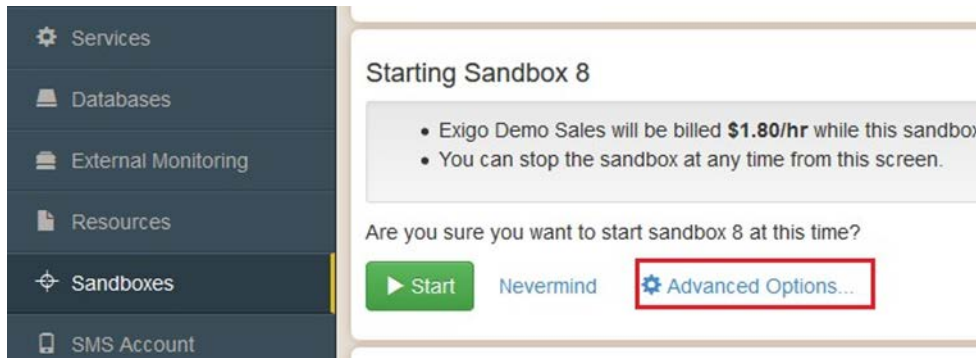 Services
Databases
External Monitoring
Resources
Sandboxes
SMS Account
Starting Sandbox 8
• Exigo Demo Sales will be billed $1.80/hr while this sandbox
• You can stop the sandbox at any time from this screen.
Are you sure you want to start sandbox 8 at this time?
Start Nevermind Advanced Options...